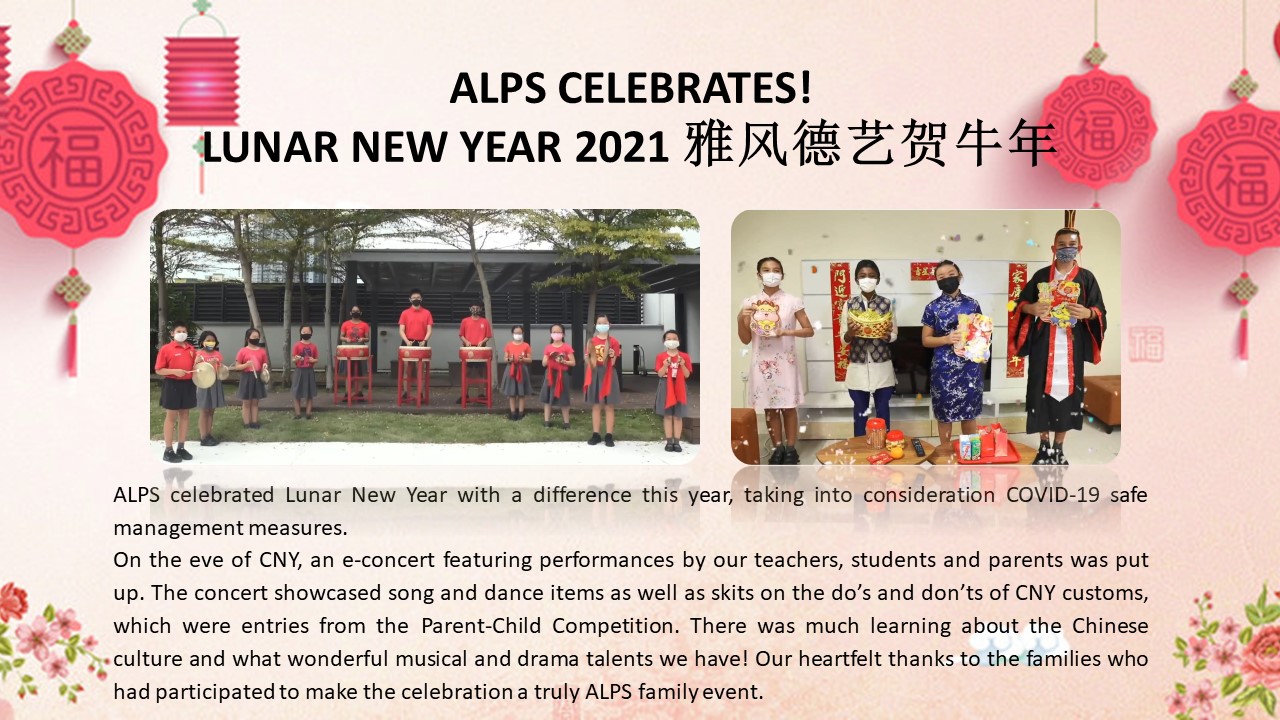 ALPS CELEBRATES!
LUNAR NEW YEAR 2021 雅风德艺贺牛年
福
福
福
福
ALPS celebrated Lunar New Year with a difference this year, taking into consideration COVID-19 safe
management measures.
On the eve of CNY, an e-concert featuring performances by our teachers, students and parents was put
up. The concert showcased song and dance items as well as skits on the do’s and don’ts of CNY customs,
which were entries from the Parent-Child Competition. There was much learning about the Chinese
culture and what wonderful musical and drama talents we have! Our heartfelt thanks to the families who
had participated to make the celebration a truly ALPS family event.